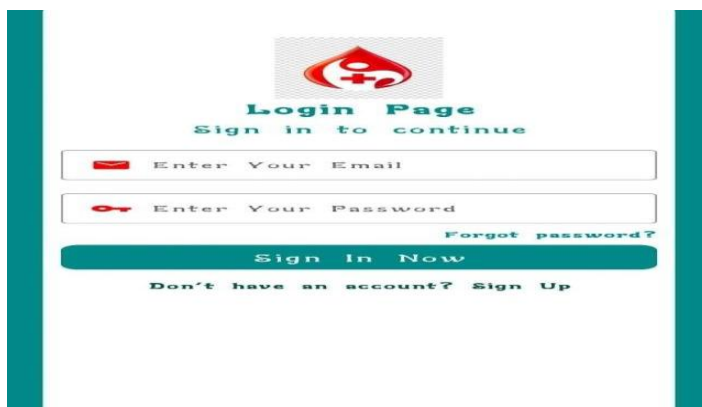 Login Page
Sign in to continue
Enter Your Email
Enter Your Password
Forgot password?
Sign In Now
Don't have an account? Sign Up